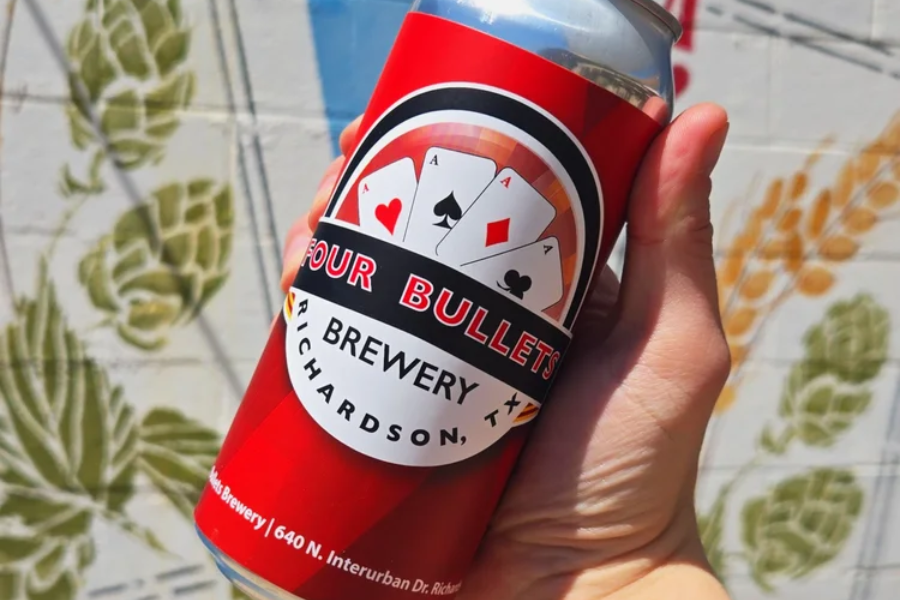 A
A
A
A
FOUR BULLETS
BREWERY
RICHARDSON, TX
Brewery | 640 N. Interurban Dr.